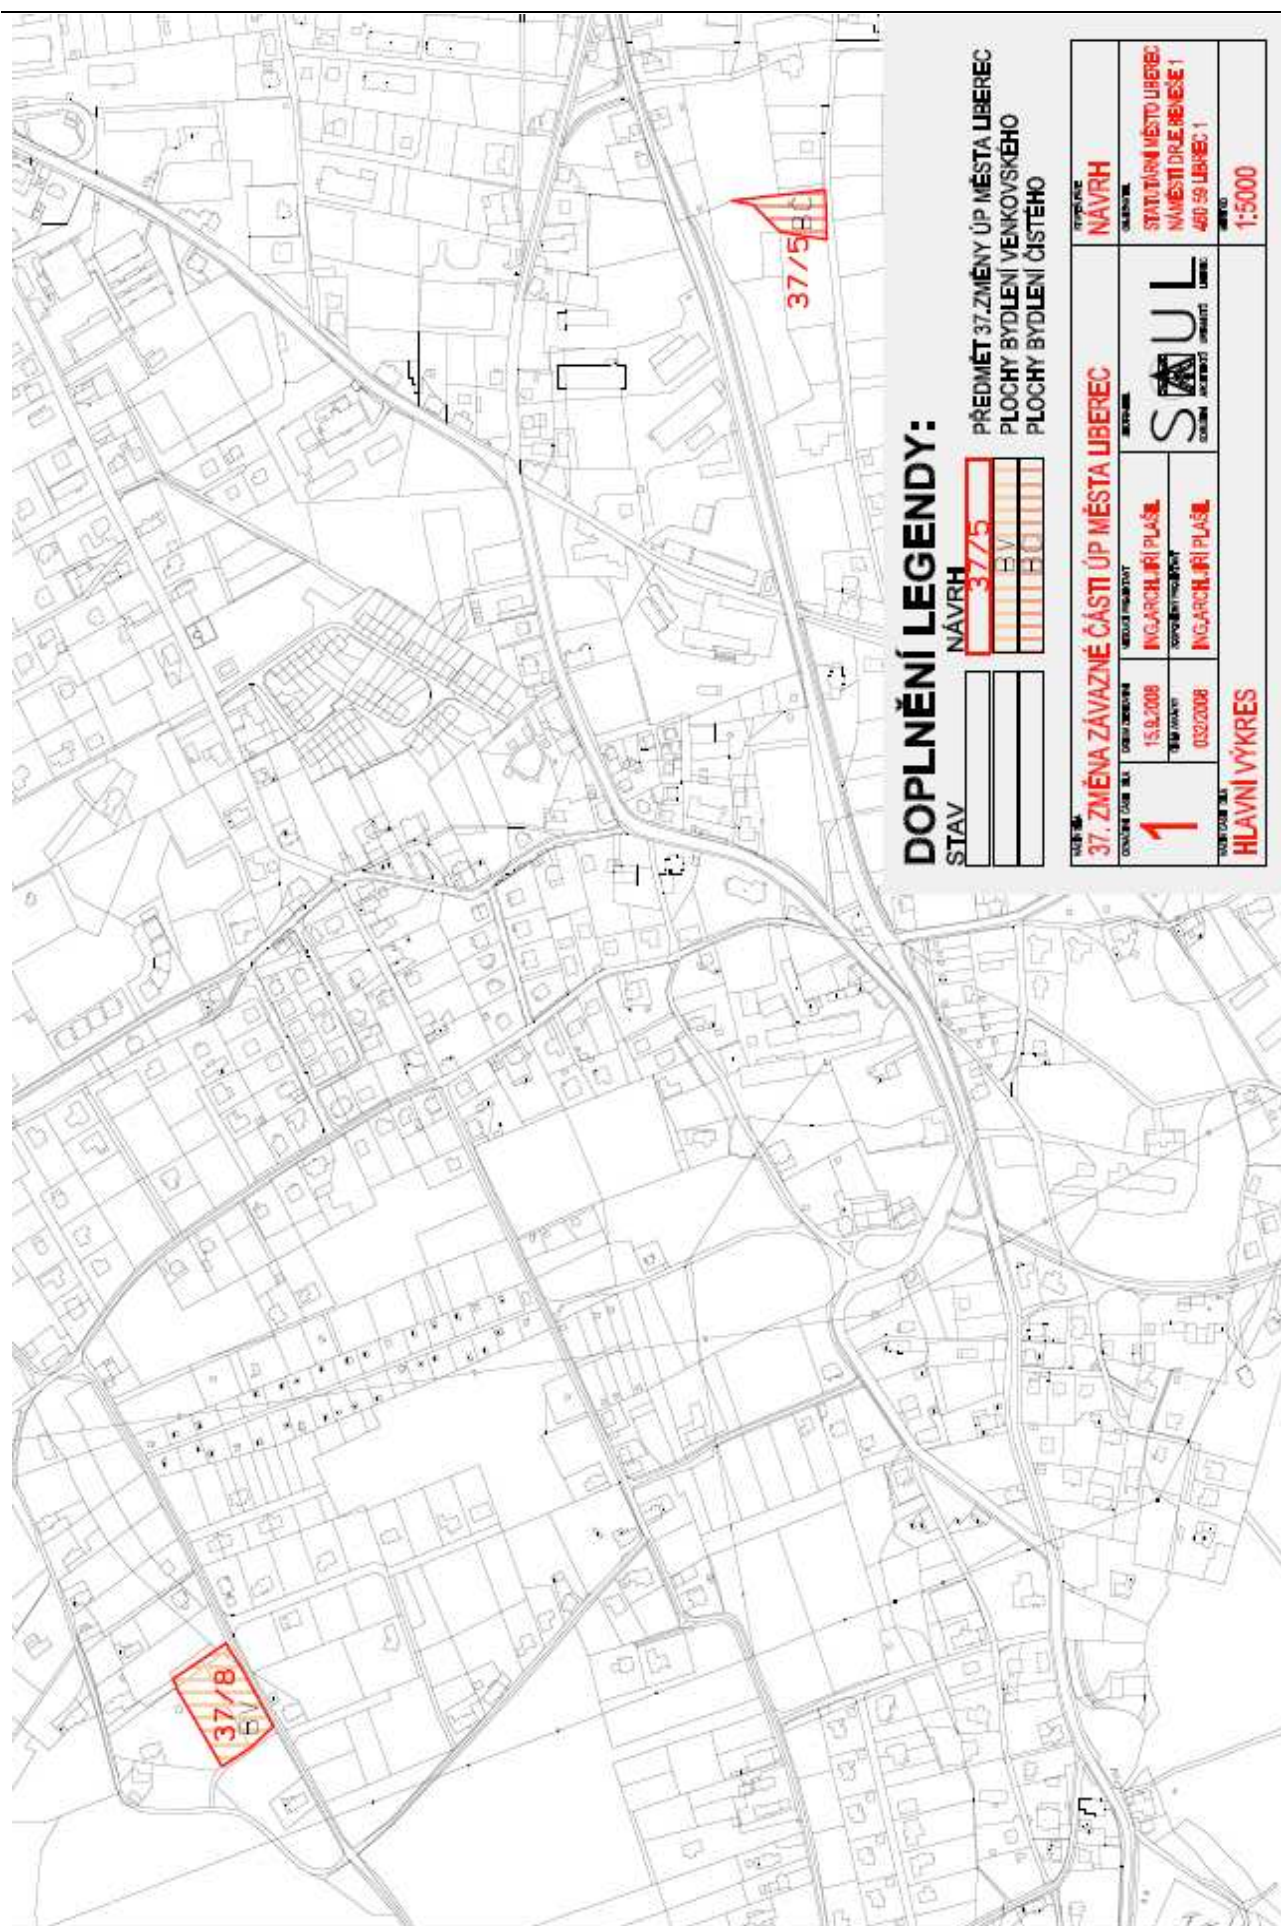 37/8
BV
37/5
BC
DOPLNĚNÍ LEGENDY:
STAV NÁVRH
37/5 PŘEDMĚT 37.ZMĚNY ÚP MĚSTA LIBEREC
BV PLOCHY BYDLENÍ VENKOVSKÉHO
BC PLOCHY BYDLENÍ ČISTÉHO
37. ZMĚNA ZÁVAZNÉ ČÁSTI ÚP MĚSTA LIBEREC
NÁVRH
1
15.9.2008
ING.ARCH.JIŘÍ PLAŠIL
032/2008
ING.ARCH.JIŘÍ PLAŠIL
SAUL
STATUTÁRNÍ MĚSTO LIBEREC
NÁMĚSTÍ DR.E.BENEŠE 1
460 59 LIBREC 1
HLAVNÍ VÝKRES
1:5000